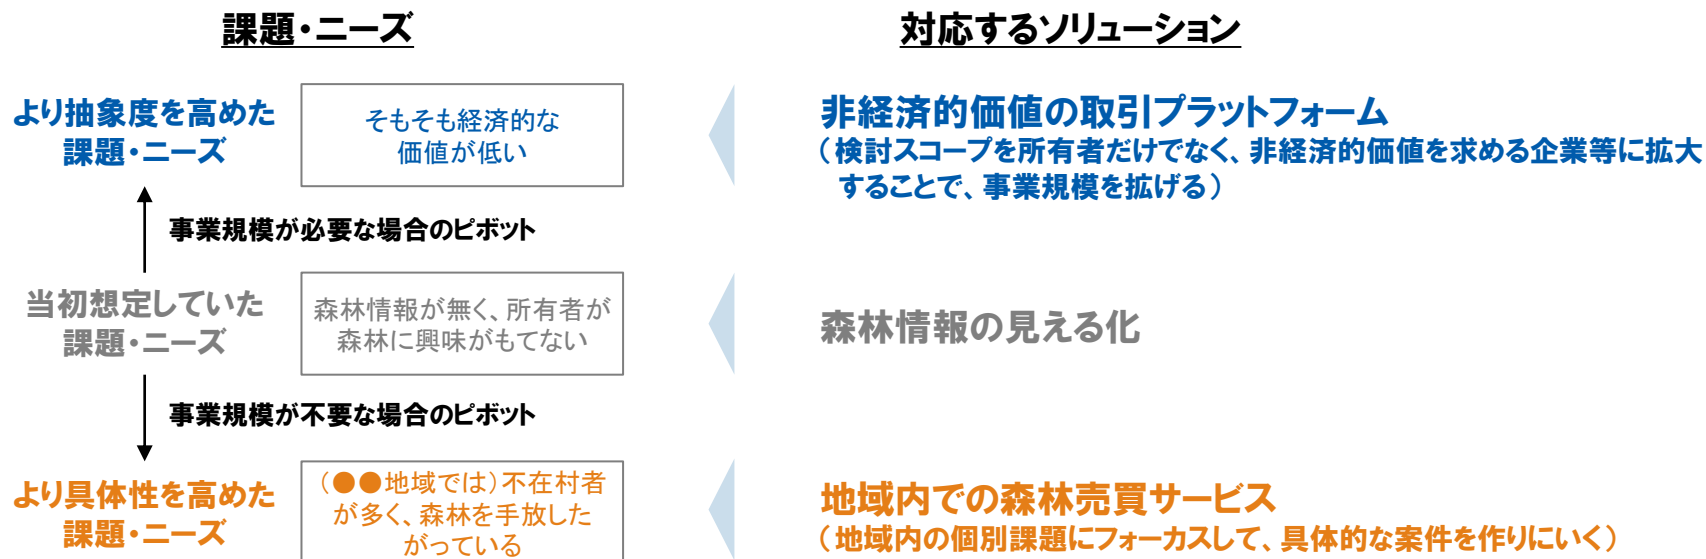 課題・ニーズ
対応するソリューション
より抽象度を高めた
課題・ニーズ
そもそも経済的な
価値が低い
非経済的価値の取引プラットフォーム
（検討スコープを所有者だけでなく、非経済的価値を求める企業等に拡大
することで、事業規模を拡げる）
事業規模が必要な場合のピボット
当初想定していた
課題・ニーズ
森林情報が無く、所有者が
森林に興味がもてない
森林情報の見える化
事業規模が不要な場合のピボット
より具体性を高めた
課題・ニーズ
（●●地域では）不在村者
が多く、森林を手放した
がっている
地域内での森林売買サービス
（地域内の個別課題にフォーカスして、具体的な案件を作りにいく）